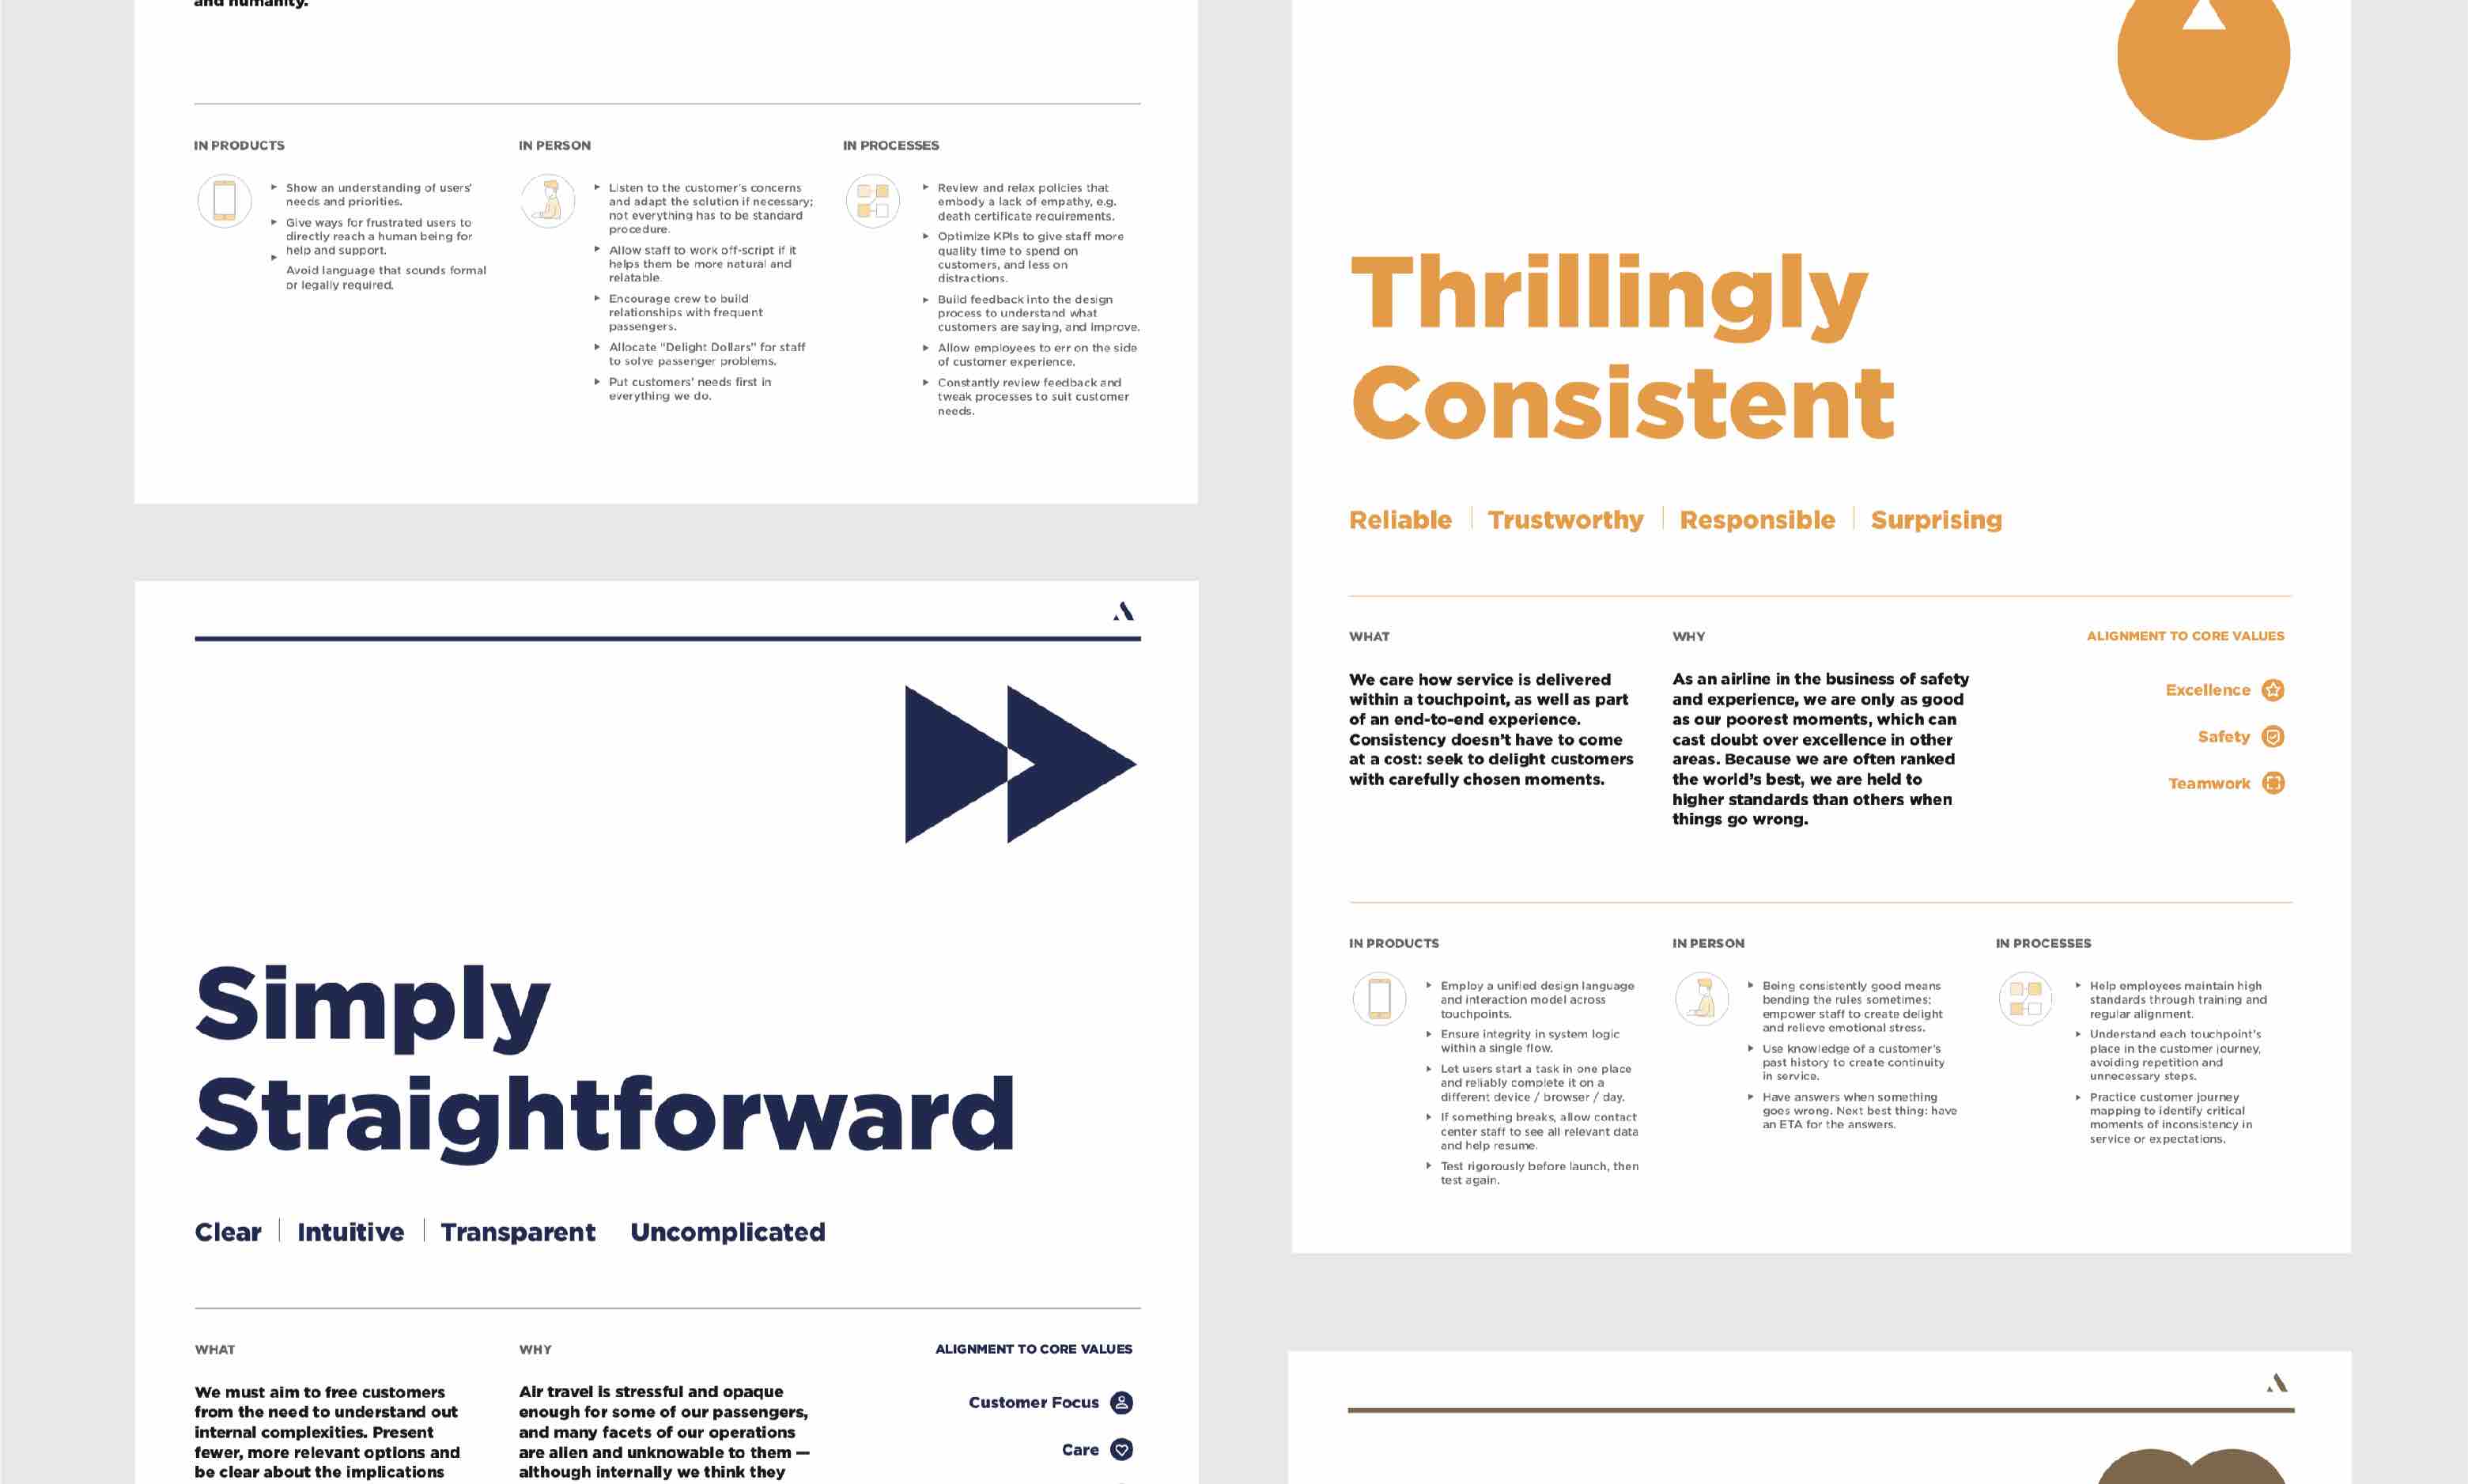 and humanity.
IN PRODUCTS
Show an understanding of users'
needs and priorities.
Give ways for frustrated users to
directly reach a human being for
help and support.
Avoid language that sounds formal
or legally required.
IN PERSON
Listen to the customer's concerns
and adapt the solution if necessary;
not everything has to be standard
procedure.
Allow staff to work off-script if it
helps them be more natural and
relatable.
Encourage crew to build
relationships with frequent
passengers.
Allocate "Delight Dollars" for staff
to solve passenger problems.
Put customers' needs first in
everything we do.
IN PROCESSES
Review and relax policies that
embody a lack of empathy, e.g.
death certificate requirements.
Optimize KPIs to give staff more
quality time to spend on
customers, and less on
distractions.
Build feedback into the design
process to understand what
customers are saying, and improve.
Allow employees to err on the side
of customer experience.
Constantly review feedback and
tweak processes to suit customer
needs.
Simply
Straightforward
Clear | Intuitive | Transparent Uncomplicated
WHAT
We must aim to free customers
from the need to understand out
internal complexities. Present
fewer, more relevant options and
be clear about the implications
WHY
Air travel is stressful and opaque
enough for some of our passengers,
and many facets of our operations
are alien and unknowable to them —
although internally we think they
ALIGNMENT TO CORE VALUES
Customer Focus
Care
Thrillingly
Consistent
Reliable | Trustworthy | Responsible | Surprising
WHAT
We care how service is delivered
within a touchpoint, as well as part
of an end-to-end experience.
Consistency doesn't have to come
at a cost: seek to delight customers
with carefully chosen moments.
WHY
As an airline in the business of safety
and experience, we are only as good
as our poorest moments, which can
cast doubt over excellence in other
areas. Because we are often ranked
the world's best, we are held to
higher standards than others when
things go wrong.
ALIGNMENT TO CORE VALUES
Excellence
Safety
Teamwork
IN PRODUCTS
Employ a unified design language
and interaction model across
touchpoints.
Ensure integrity in system logic
within a single flow.
Let users start a task in one place
and reliably complete it on a
different device / browser / day.
If something breaks, allow contact
center staff to see all relevant data
and help resume.
Test rigorously before launch, then
test again.
IN PERSON
Being consistently good means
bending the rules sometimes:
empower staff to create delight
and relieve emotional stress.
Use knowledge of a customer's
past history to create continuity
in service.
Have answers when something
goes wrong. Next best thing: have
an ETA for the answers.
IN PROCESSES
Help employees maintain high
standards through training and
regular alignment.
Understand each touchpoint's
place in the customer journey,
avoiding repetition and
unnecessary steps.
Practice customer journey
mapping to identify critical
moments of inconsistency in
service or expectations.